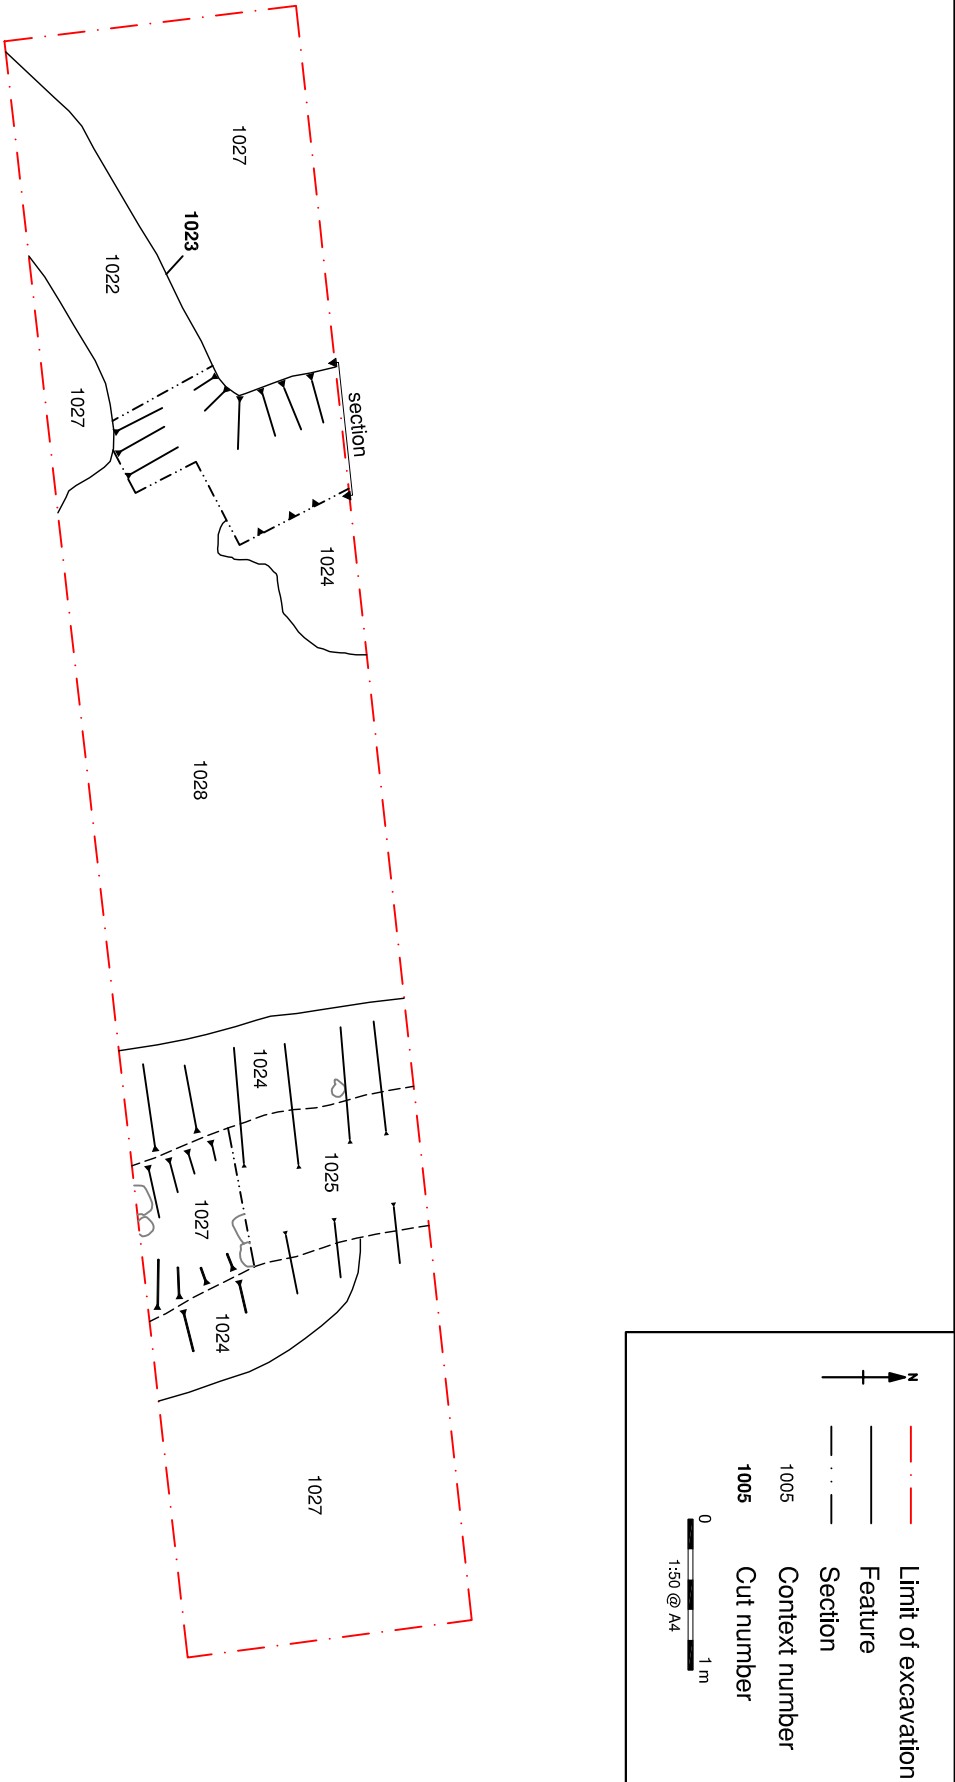 1027
1023
1022
1027
section
1024
1028
1024
1025
1027
1024
1027
N
Limit of excavation
Feature
Section
1005 Context number
1005 Cut number
0 1 m
1:50 @ A4